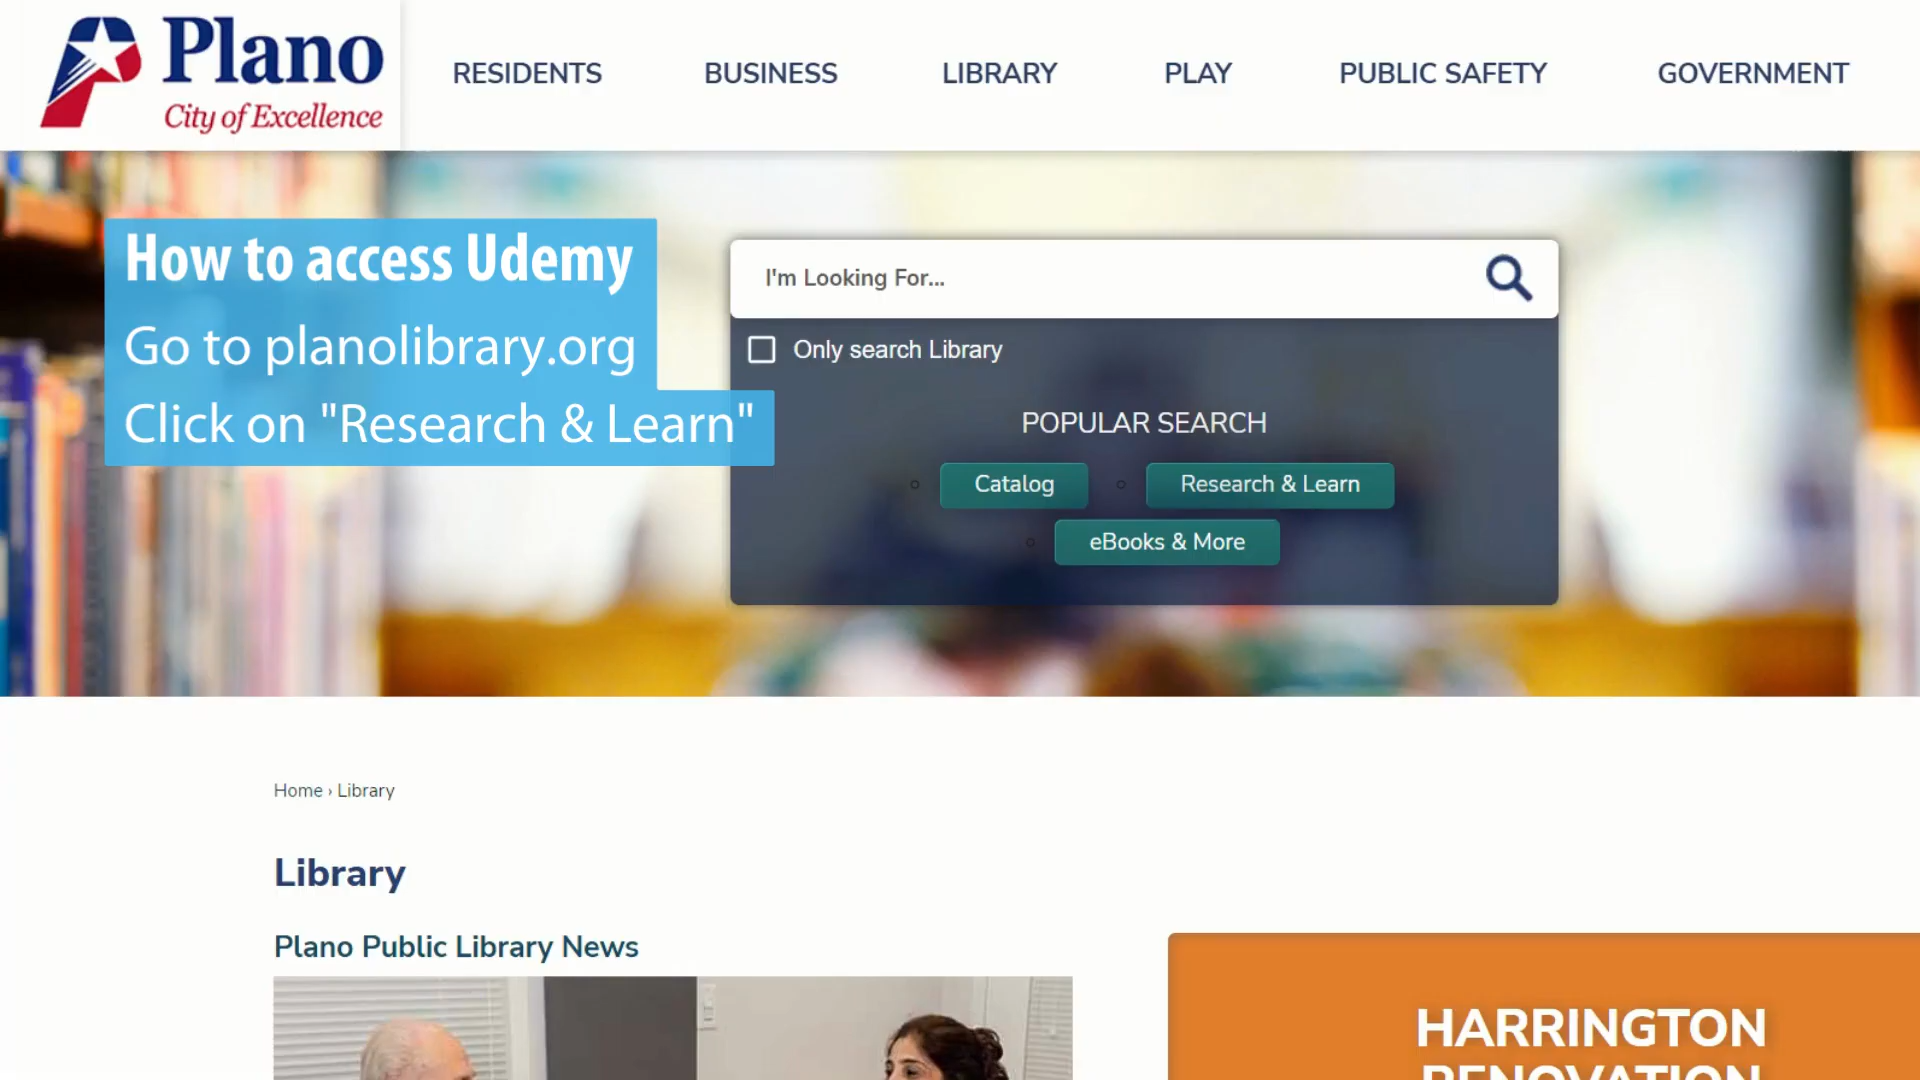 Plano
City of Excellence
RESIDENTS
BUSINESS
LIBRARY
PLAY
PUBLIC SAFETY
GOVERNMENT
How to access Udemy
Go to planolibrary.org
Click on "Research & Learn"
I'm Looking For...
Only search Library
POPULAR SEARCH
Catalog
Research & Learn
eBooks & More
Home › Library
Library
Plano Public Library News
HARRINGTON
RENOVATION